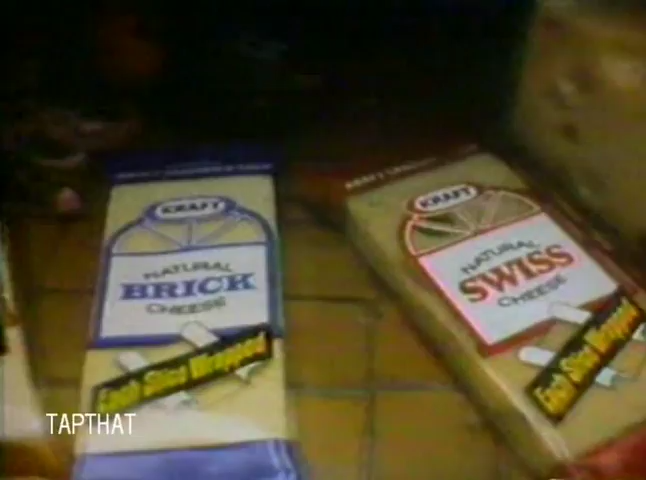 KRAFT
NATURAL
BRICK
CHEESE
Each Slice Wrapped
KRAFT
NATURAL
SWISS
CHEESE
Each Slice Wrapped
TAPTHAT